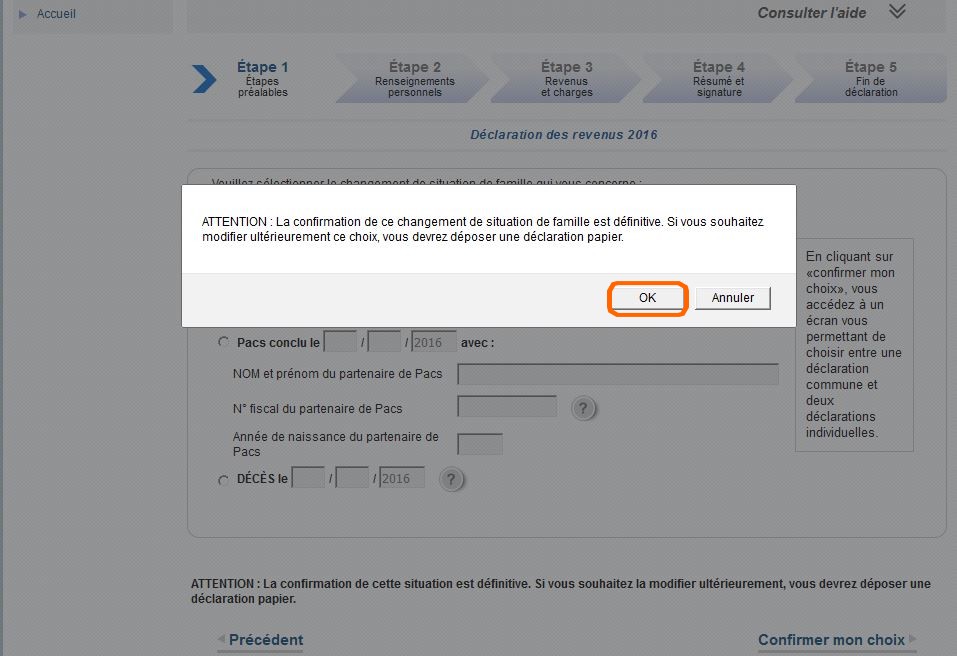 Accueil
Consulter l'aide
Étape 1
Étapes
préalables
Étape 2
Renseignements
personnels
Étape 3
Revenus
et charges
Étape 4
Résumé et
signature
Étape 5
Fin de
déclaration
Déclaration des revenus 2016
Veuillez sélectionner le changement de situation de famille qui vous concerne :
ATTENTION : La confirmation de ce changement de situation de famille est définitive. Si vous souhaitez
modifier ultérieurement ce choix, vous devrez déposer une déclaration papier.
OK Annuler
En cliquant sur
«confirmer mon
choix», vous
accédez à un
écran vous
permettant de
choisir entre une
déclaration
commune et
deux
déclarations
individuelles.
Pacs conclu le / / 2016 avec :
NOM et prénom du partenaire de Pacs
N° fiscal du partenaire de Pacs ?
Année de naissance du partenaire de
Pacs
DÉCÈS le / / 2016 ?
ATTENTION : La confirmation de cette situation est définitive. Si vous souhaitez la modifier ultérieurement, vous devrez déposer une
déclaration papier.
Précédent
Confirmer mon choix